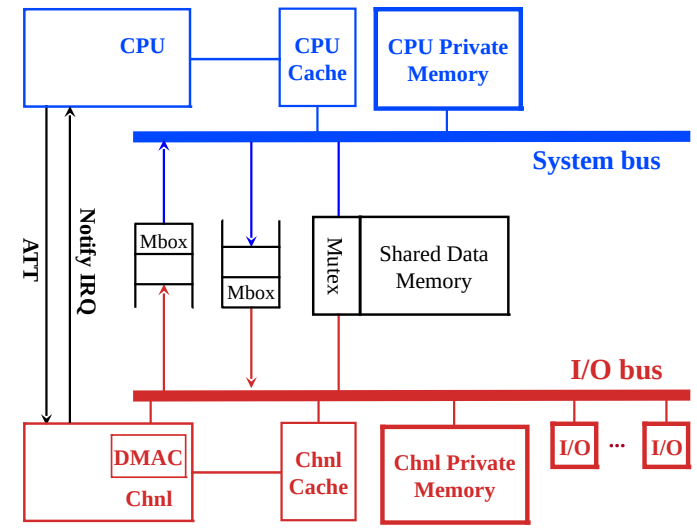 CPU
CPU
Cache
CPU Private
Memory
System bus
ATT
Notify IRQ
Mbox
Mbox
Mutex
Shared Data
Memory
I/O bus
DMAC
Chnl
Chnl
Cache
Chnl Private
Memory
I/O
...
I/O